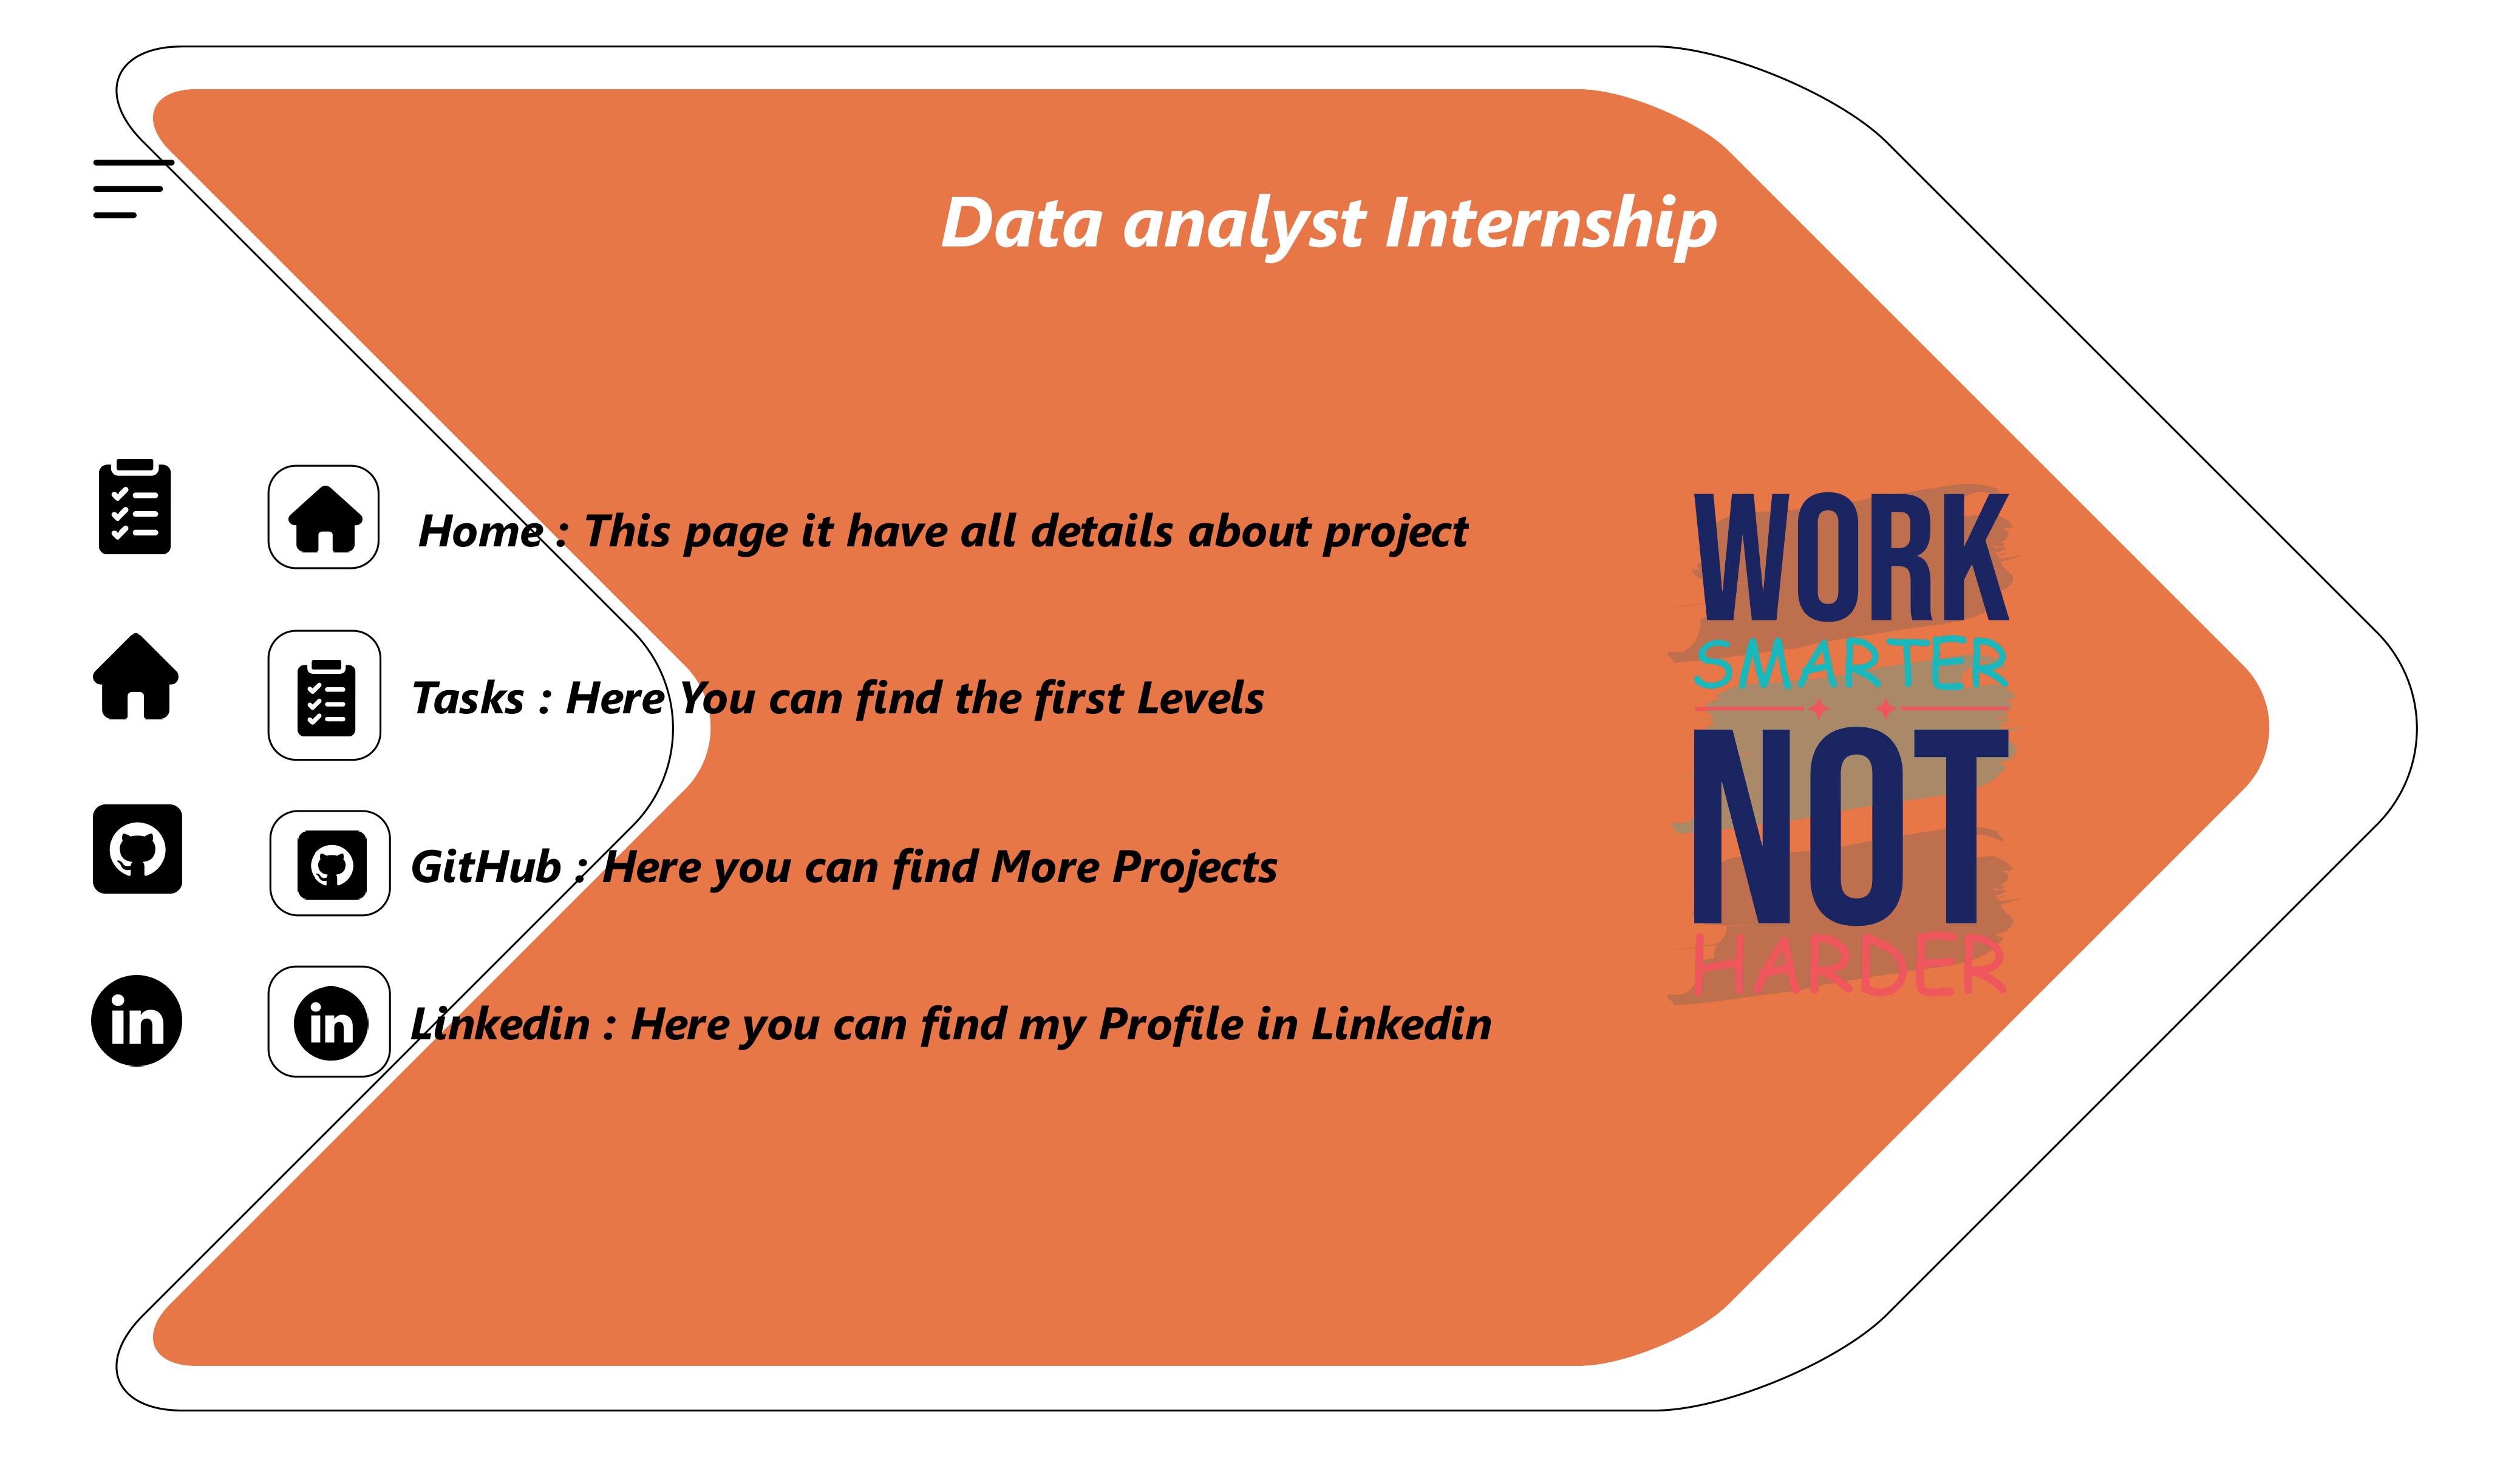 Data analyst Internship
Home : This page it have all details about project
Tasks : Here You can find the first Levels
GitHub : Here you can find More Projects
in
in
Linkedin : Here you can find my Profile in Linkedin
WORK
SMARTER
NOT
HARDER